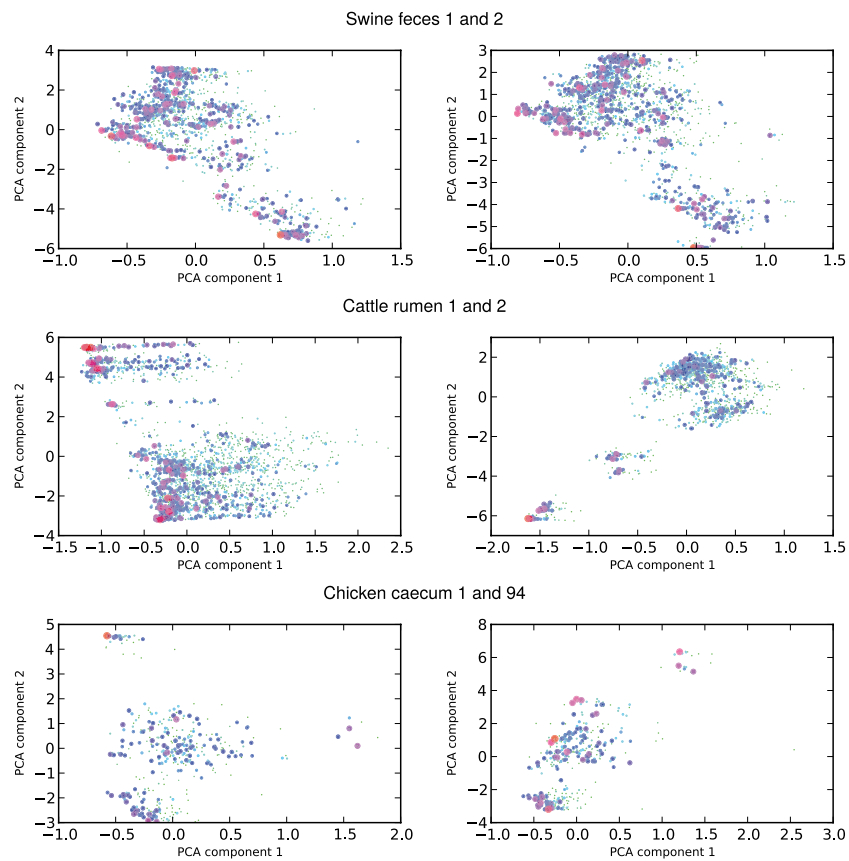 Swine feces 1 and 2
4
3
2
1
0
−1
−2
−3
−4
−5
−6
2
0
−2
−4
−6
PCA component 2
PCA component 2
−1.0 −0.5 0.0 0.5 1.0 1.5
−1.0 −0.5 0.0 0.5 1.0 1.5
PCA component 1
PCA component 1
Cattle rumen 1 and 2
6
4
2
0
−2
−4
2
0
−2
−4
−6
PCA component 2
PCA component 2
−1.5 −1.0 −0.5 0.0 0.5 1.0 1.5 2.0 2.5
−2.0 −1.5 −1.0 −0.5 0.0 0.5 1.0 1.5
PCA component 1
PCA component 1
Chicken caecum 1 and 94
5
4
3
2
1
0
−1
−2
−3
8
6
4
2
0
−2
−4
PCA component 2
PCA component 2
−1.0 −0.5 0.0 0.5 1.0 1.5 2.0
−1.0 −0.5 0.0 0.5 1.0 1.5 2.0 2.5 3.0
PCA component 1
PCA component 1